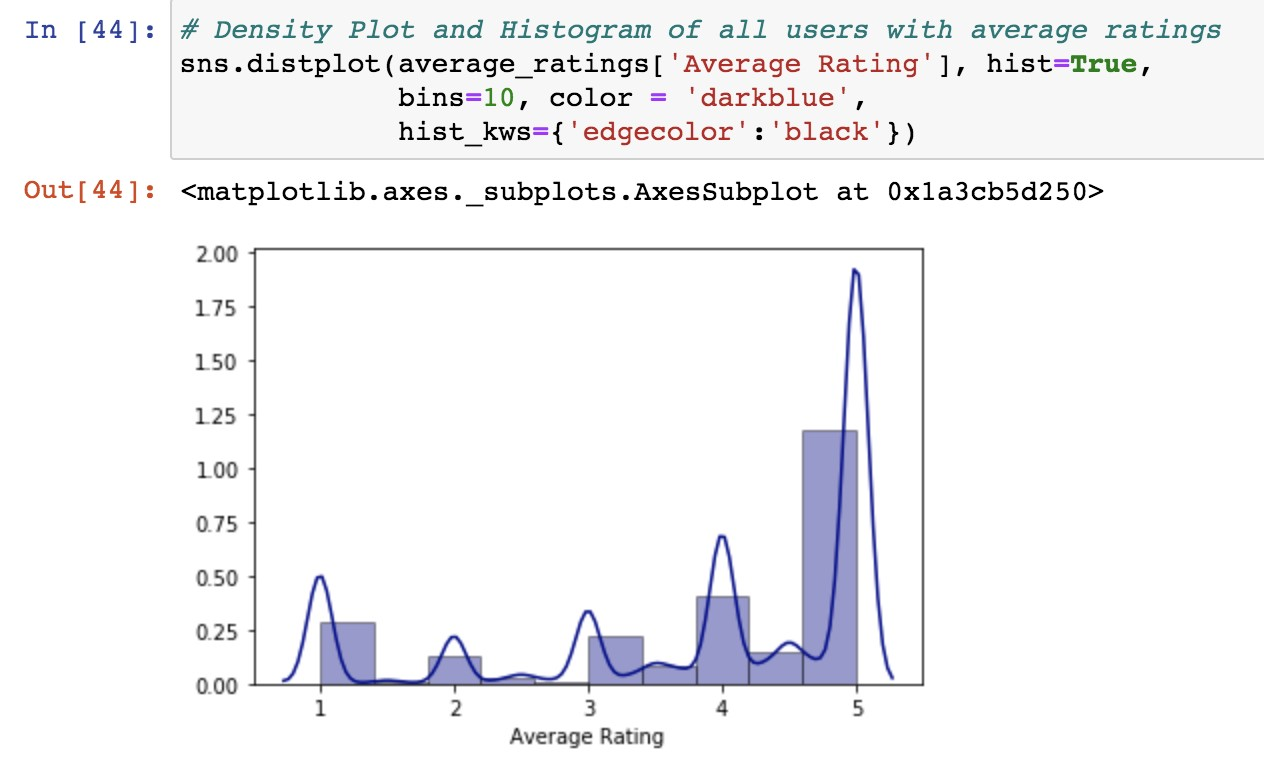 In [44]: # Density Plot and Histogram of all users with average ratings
sns.distplot(average_ratings['Average Rating'], hist=True,
bins=10, color = 'darkblue',
hist_kws={'edgecolor':'black'})
Out[44]: <matplotlib.axes._subplots.AxesSubplot at 0x1a3cb5d250>
2.00
1.75
1.50
1.25
1.00
0.75
0.50
0.25
0.00
1 2 3 4 5
Average Rating